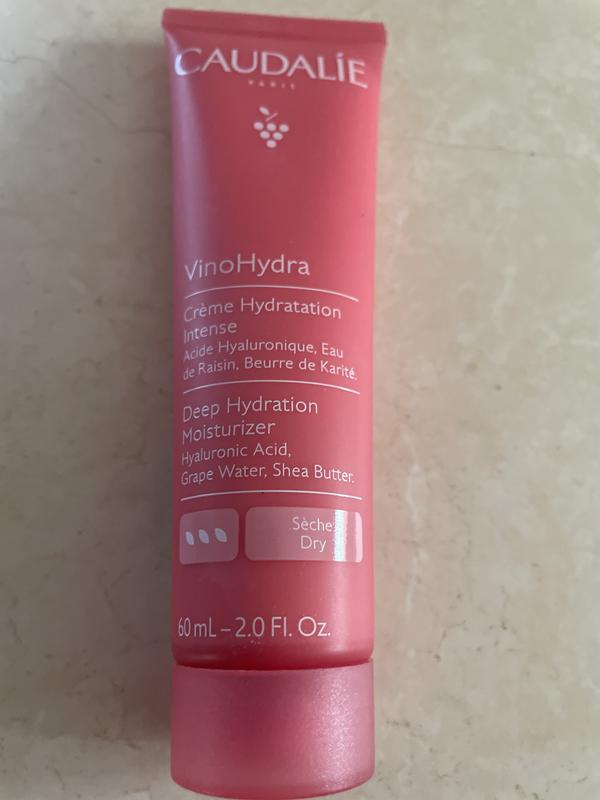 CAUDALÍE
PARIS
VinoHydra
Crème Hydratation
Intense
Acide Hyaluronique, Eau
de Raisin, Beurre de Karité.
Deep Hydration
Moisturizer
Hyaluronic Acid,
Grape Water, Shea Butter.
Sèche
Dry
60 mL – 2.0 Fl. Oz.